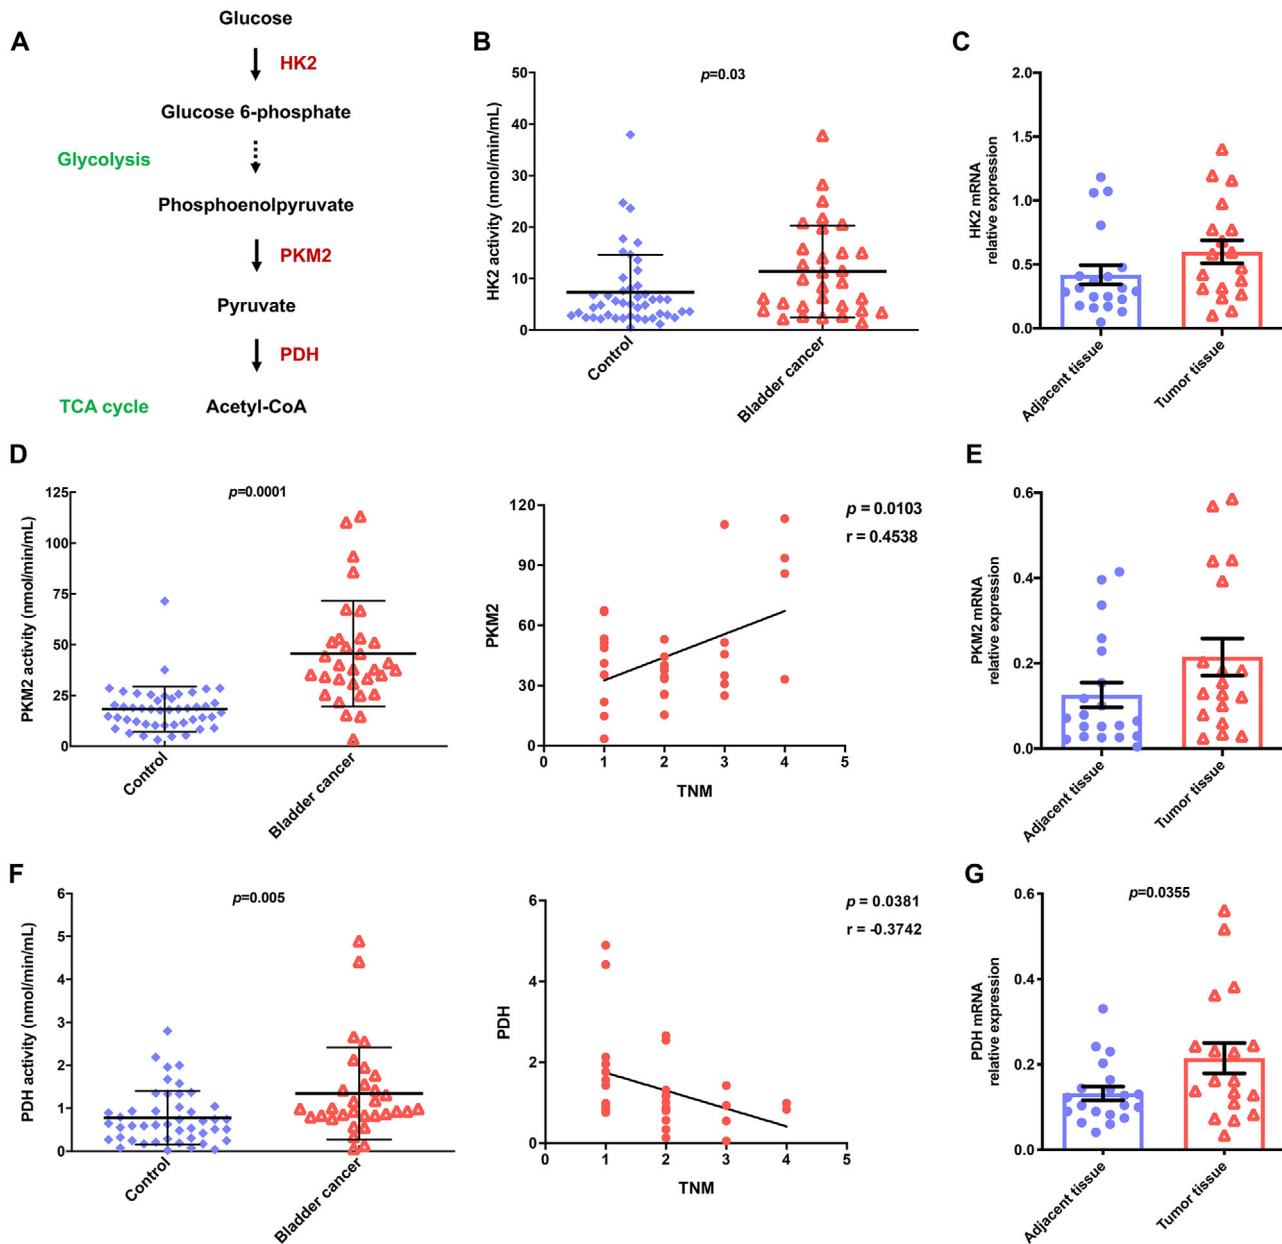 A
Glucose
HK2
Glucose 6-phosphate
Glycolysis
Phosphoenolpyruvate
PKM2
Pyruvate
PDH
TCA cycle
Acetyl-CoA
B
p=0.03
HK2 activity (nmol/min/mL)
50
40
30
20
10
0
Control
Bladder cancer
C
HK2 mRNA
relative expression
2.0
1.5
1.0
0.5
0.0
Adjacent tissue
Tumor tissue
D
p=0.0001
PKM2 activity (nmol/min/mL)
125
100
75
50
25
0
Control
Bladder cancer
p = 0.0103
r = 0.4538
PKM2
120
90
60
30
0
0 1 2 3 4 5
TNM
E
PKM2 mRNA
relative expression
0.6
0.4
0.2
0.0
Adjacent tissue
Tumor tissue
F
p=0.005
PDH activity (nmol/min/mL)
6
5
4
3
2
1
0
Control
Bladder cancer
p = 0.0381
r = -0.3742
PDH
6
4
2
0
0 1 2 3 4 5
TNM
G
p=0.0355
PDH mRNA
relative expression
0.6
0.4
0.2
0.0
Adjacent tissue
Tumor tissue